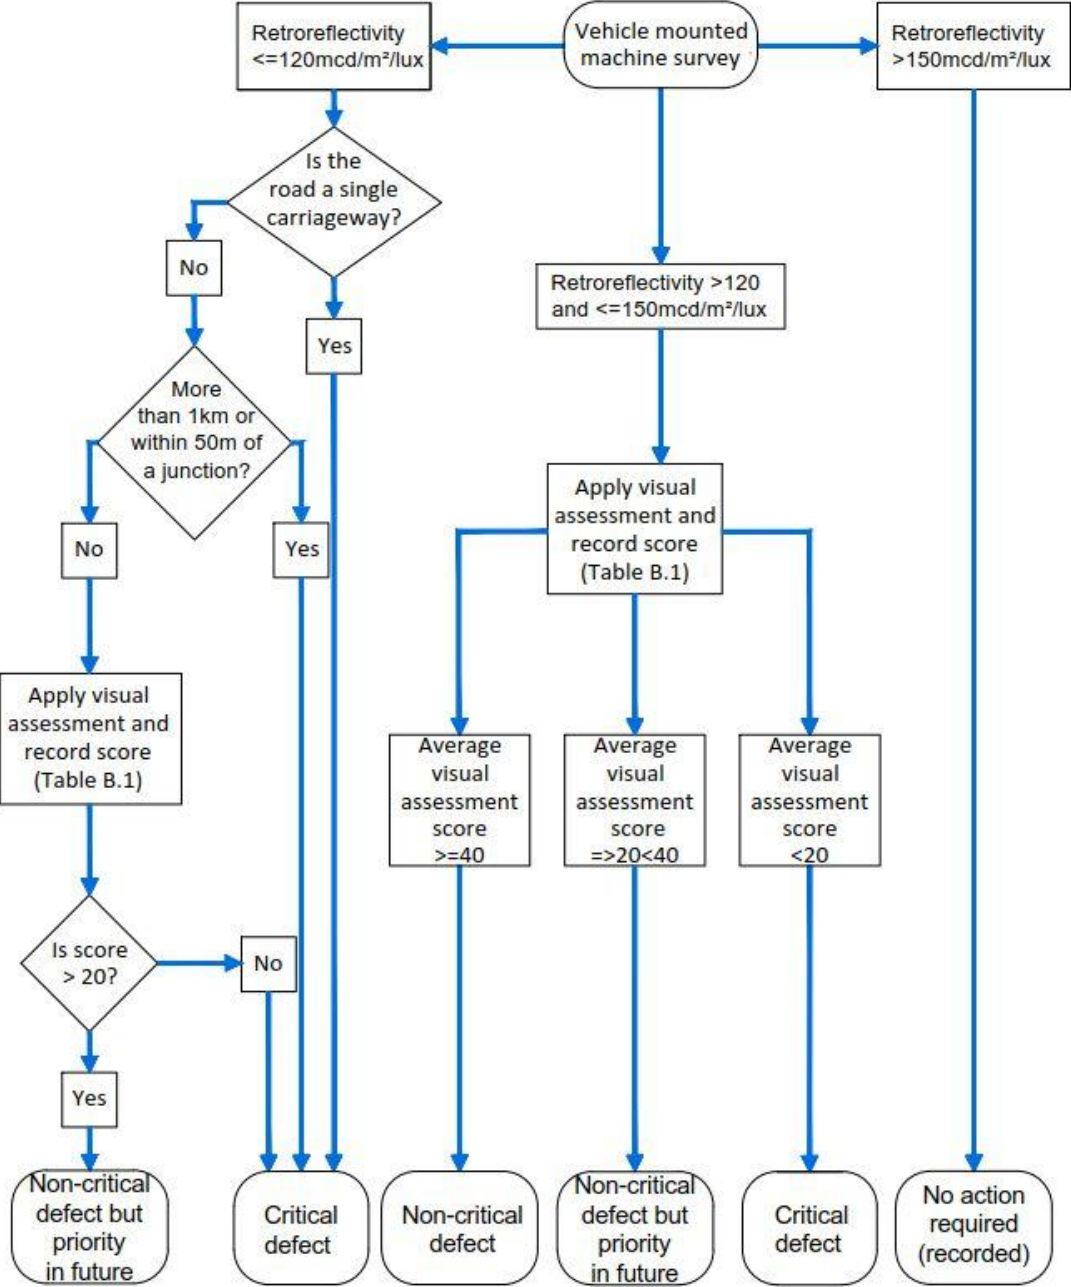 Retroreflectivity
<=120mcd/m²/lux
Vehicle mounted
machine survey
Retroreflectivity
>150mcd/m²/lux
Is the
road a single
carriageway?
No
Yes
Retroreflectivity >120
and <=150mcd/m²/lux
More
than 1km or
within 50m of
a junction?
No
Yes
Apply visual
assessment and
record score
(Table B.1)
Apply visual
assessment and
record score
(Table B.1)
Average
visual
assessment
score
>=40
Average
visual
assessment
score
=>20<40
Average
visual
assessment
score
<20
Is score
> 20?
No
Yes
Non-critical
defect but
priority
in future
Critical
defect
Non-critical
defect
Non-critical
defect but
priority
in future
Critical
defect
No action
required
(recorded)